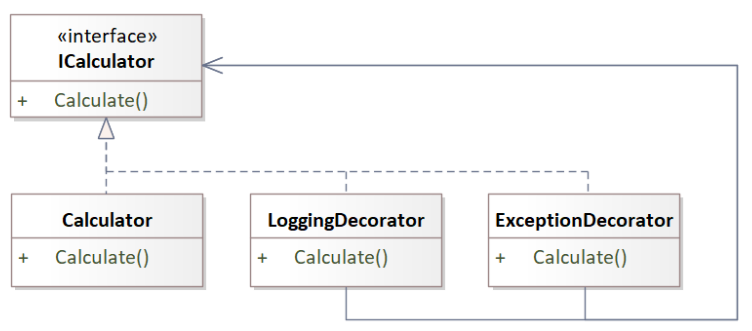 «interface»
ICalculator
+ Calculate()
Calculator
+ Calculate()
LoggingDecorator
+ Calculate()
ExceptionDecorator
+ Calculate()